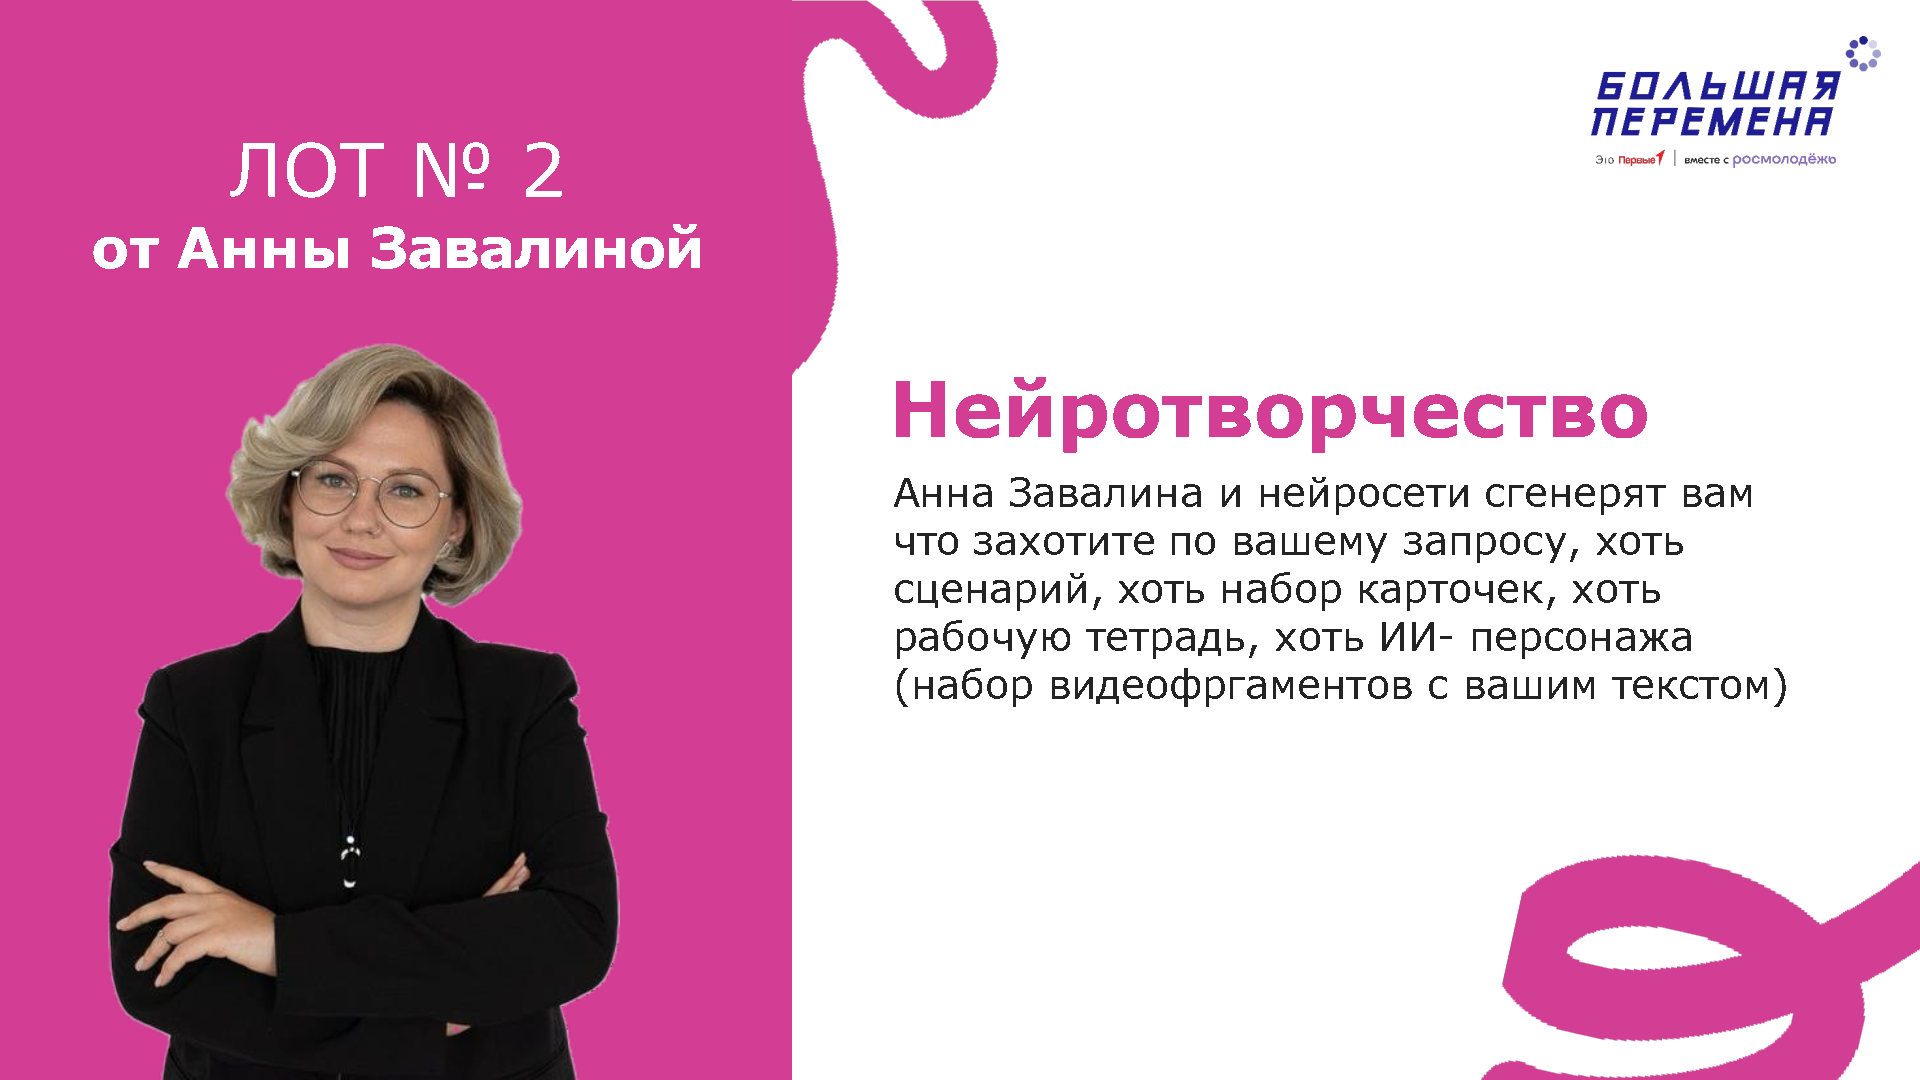 ЛОТ № 2
от Анны Завалиной
БОЛЬШАЯ
ПЕРЕМЕНА
Это Первые | вместе с росмолодёжь
Нейротворчество
Анна Завалина и нейросети сгенерят вам
что захотите по вашему запросу, хоть
сценарий, хоть набор карточек, хоть
рабочую тетрадь, хоть ИИ- персонажа
(набор видеофргаментов с вашим текстом)